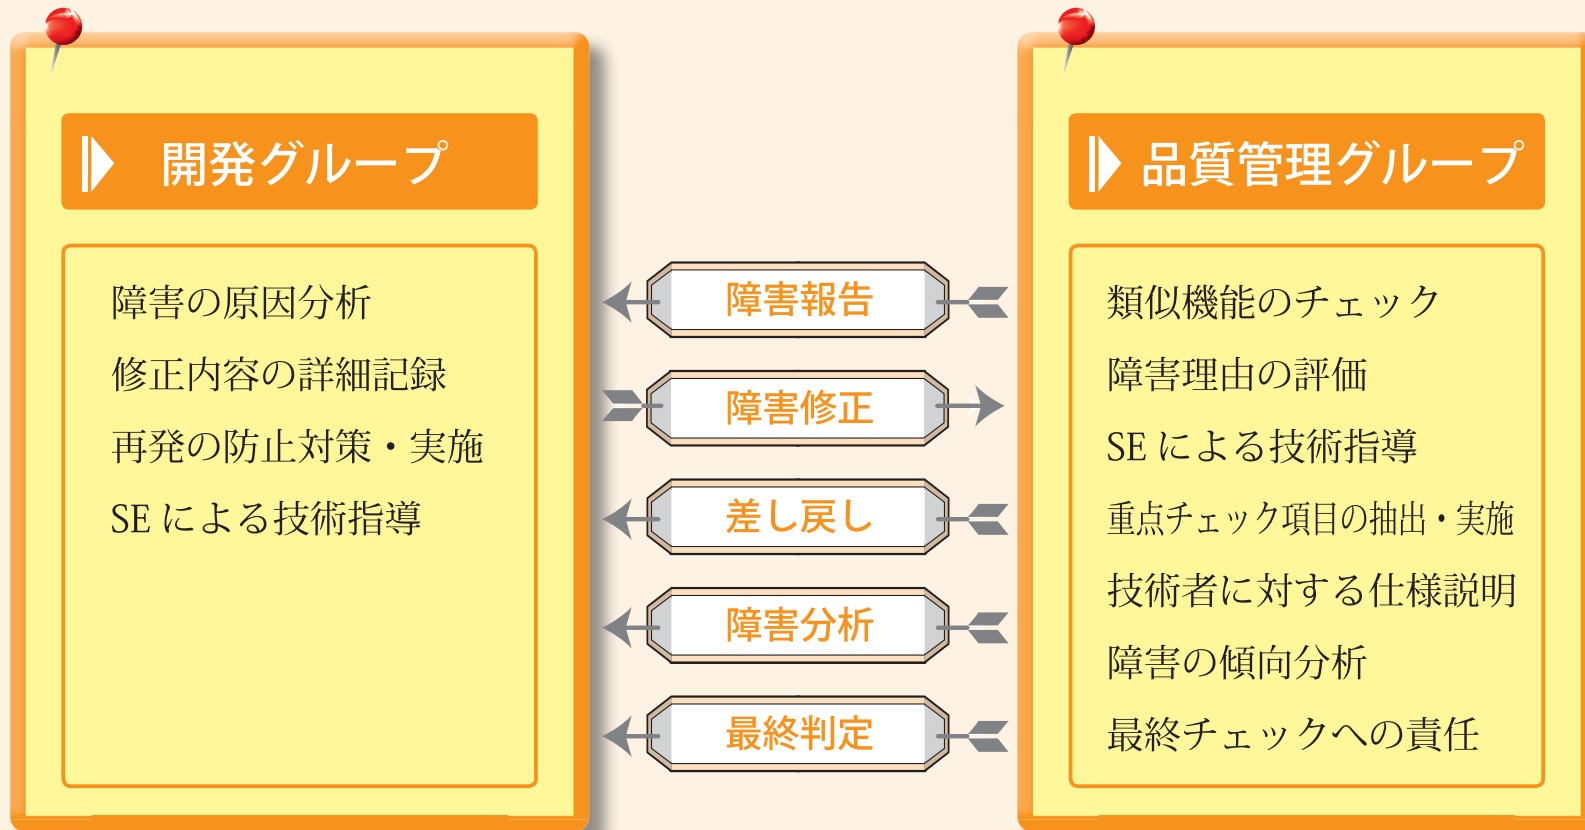 開発グループ
障害の原因分析
修正内容の詳細記録
再発の防止対策・実施
SEによる技術指導
障害報告
障害修正
差し戻し
障害分析
最終判定
品質管理グループ
類似機能のチェック
障害理由の評価
SEによる技術指導
重点チェック項目の抽出・実施
技術者に対する仕様説明
障害の傾向分析
最終チェックへの責任